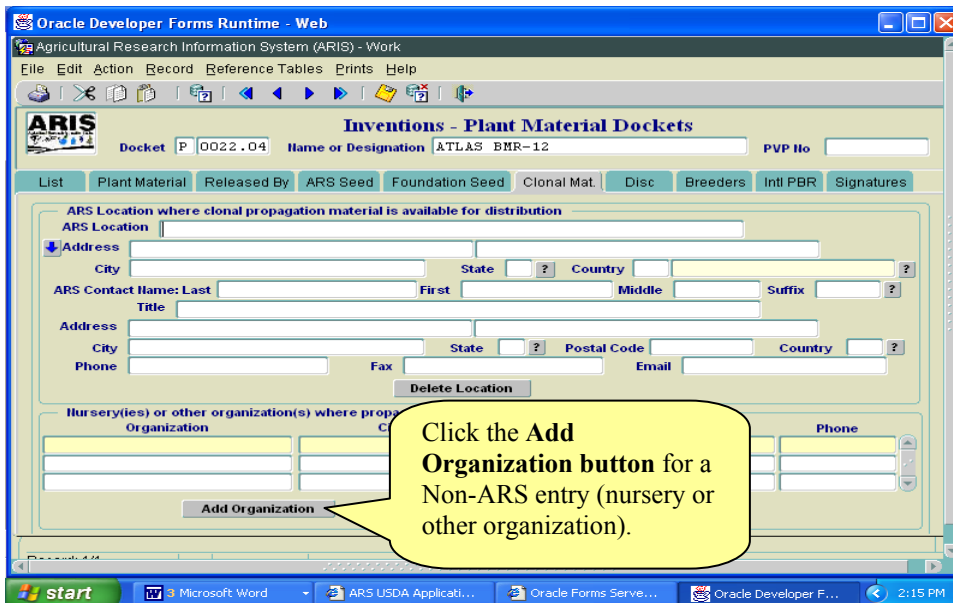 Oracle Developer Forms Runtime - Web
Agricultural Research Information System (ARIS) - Work
File Edit Action Record Reference Tables Prints Help
ARIS
Inventions - Plant Material Dockets
Docket P 0022.04 Name or Designation ATLAS BMR-12 PVP No
List Plant Material Released By ARS Seed Foundation Seed Clonal Mat. Disc Breeders Intl PBR Signatures
ARS Location where clonal propagation material is available for distribution
ARS Location
Address
City State ? Country ?
ARS Contact Name: Last First Middle Suffix ?
Title
Address
City State ? Postal Code Country ?
Phone Fax Email
Delete Location
Nursery(ies) or other organization(s) where
Organization Phone
Add Organization
Click the Add
Organization button for a
Non-ARS entry (nursery or
other organization).
start 3 Microsoft Word ARS USDA Applicati... Oracle Forms Serve... Oracle Developer F... 2:15 PM